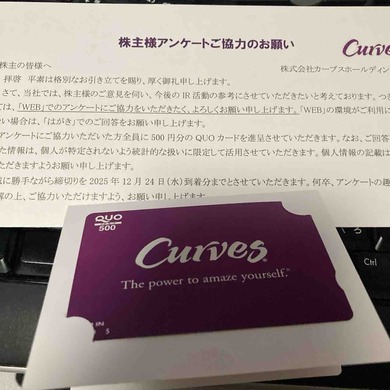 株主様アンケートご協力のお願い
Curves
株主の皆様へ
株式会社カーブスホールディン
拝啓 平素は格別なお引き立てを賜り、厚く御礼申し上げます。
さて、当社では、株主様のご意見を伺い、今後の IR 活動の参考にさせていただきたいと考えております。つき
ては、「WEB」でのアンケートにご協力をいただきたく、よろしくお願い申し上げます。「WEB」の環境がご利用に
い場合は、「はがき」でのご回答をお願い申し上げます。
アンケートにご協力いただいた方全員に 500 円分の QUO カードを進呈させていただきます。なお、ご回答
た情報は、個人が特定されないよう統計的な扱いに限定して活用させていただきます。個人情報の記載は
ただきますようお願い申し上げます。
に勝手ながら締切りを 2025 年 12 月 24 日(水)到着分までとさせていただきます。何卒、アンケートの趣
解の上、ご協力いただけますよう、お願い申し上げます。
QUO
500
Curves®
The power to amaze yourself.®
IN
5
Ctrl